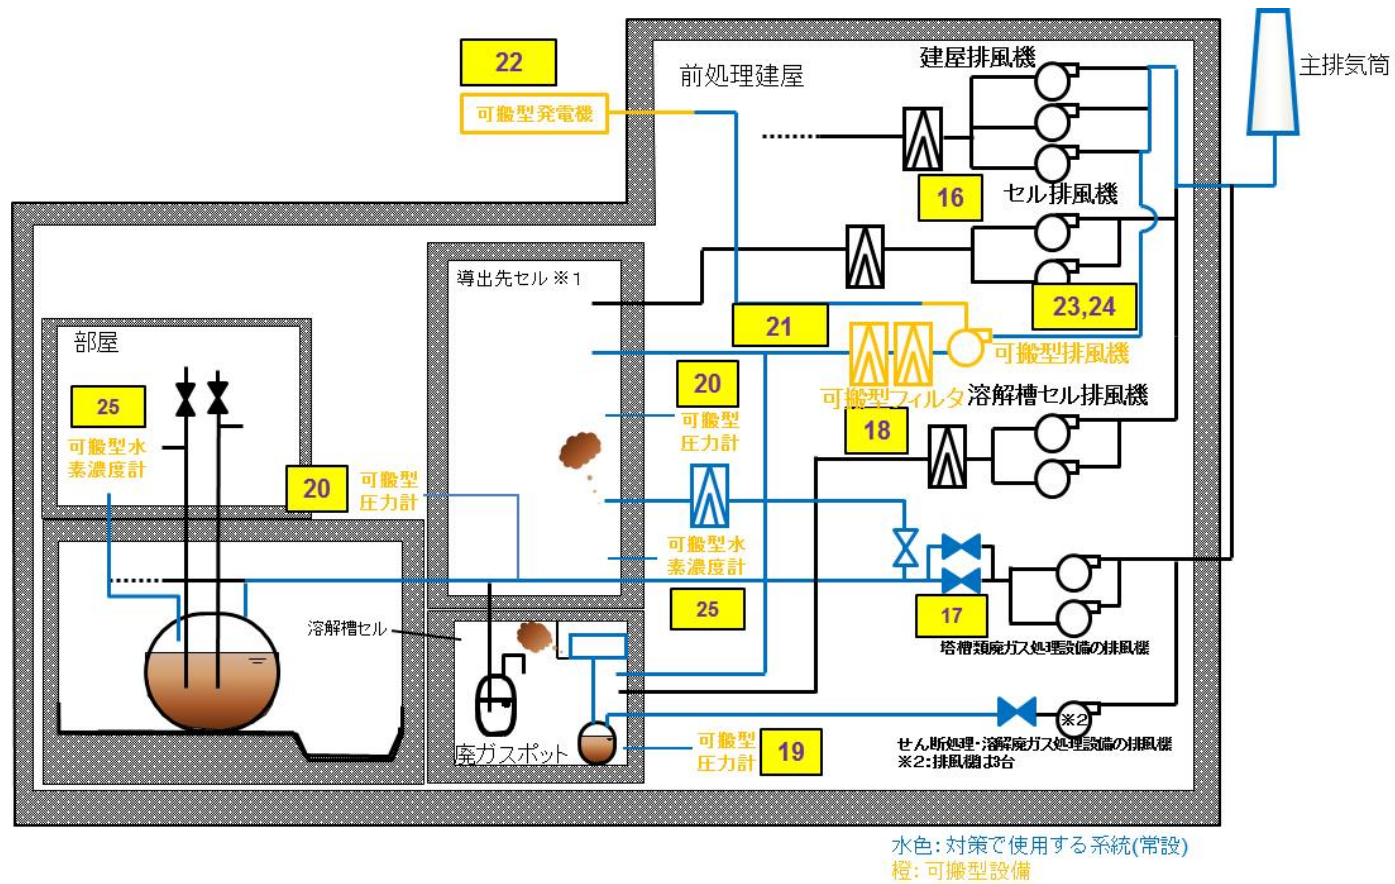 22
可搬型発電機
前処理建屋
建屋排風機
主排気筒
16
セル排風機
導出先セル※1
23,24
21
可搬型排風機
可搬型フィルタ
部屋
25
可搬型水
素濃度計
20
可搬型
圧力計
20
可搬型
圧力計
18
溶解槽セル排風機
可搬型水
素濃度計
25
17
塔槽類廃ガス処理設備の排風機
溶解槽セル
廃ガスポット
可搬型
圧力計
19
※2
せん断処理・溶解廃ガス処理設備の排風機
※2:排風機は3台
水色:対策で使用する系統(常設)
橙:可搬型設備